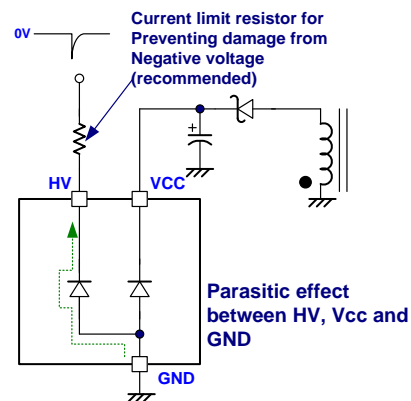 Current limit resistor for
Preventing damage from
Negative voltage
(recommended)
0V
+
HV
VCC
Parasitic effect
between HV, Vcc and
GND
GND